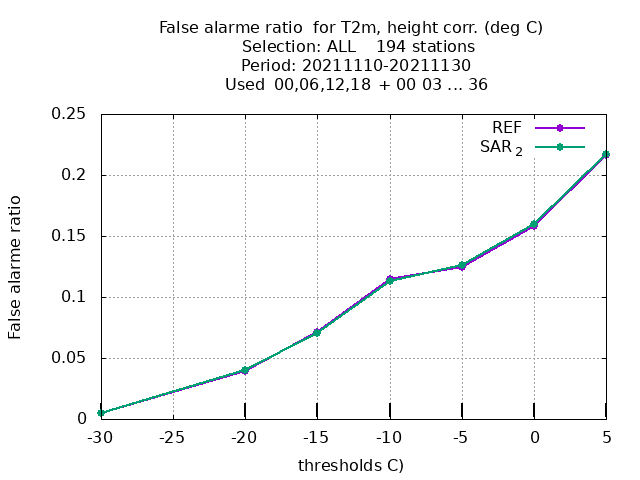 False alarme ratio  for T2m, height corr. (deg C)
Selection: ALL    194 stations
Period: 20211110-20211130
Used  00,06,12,18 + 00 03 ... 36
0.25
0.2
0.15
0.1
0.05
0
-30 -25 -20 -15 -10 -5 0 5
REF
SAR 2
False alarme ratio
thresholds C)